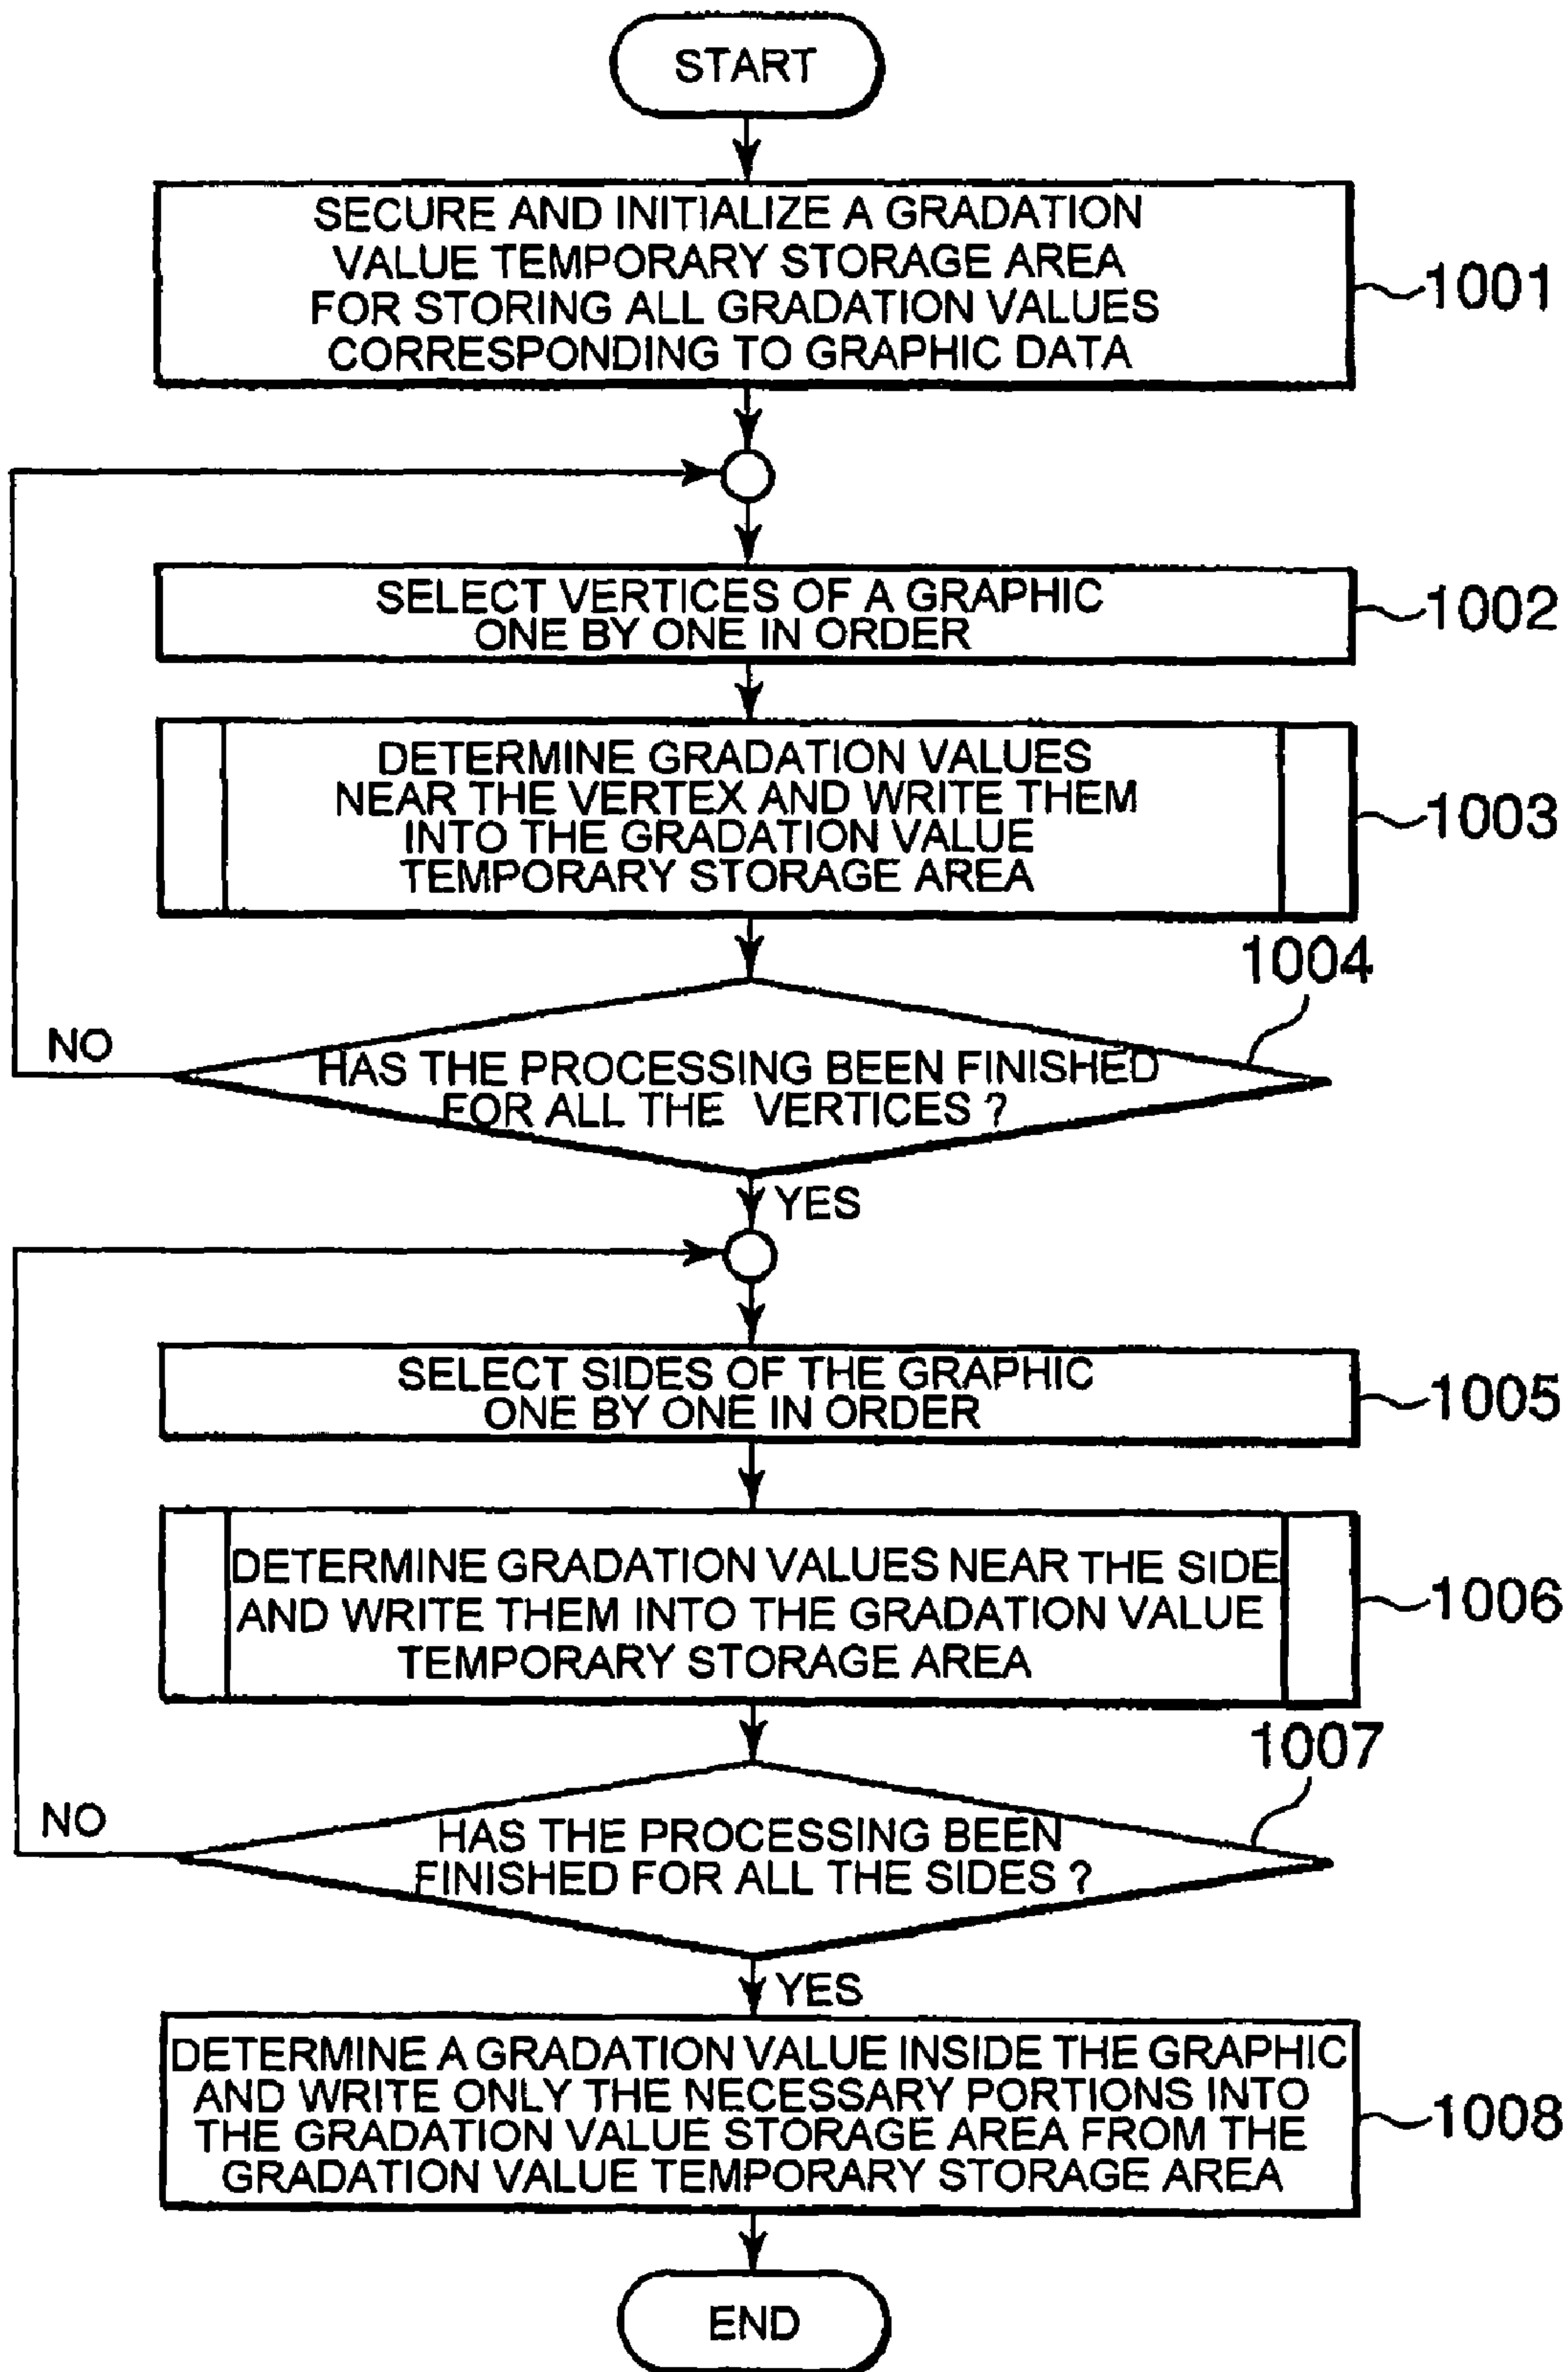 START
SECURE AND INITIALIZE A GRADATION
VALUE TEMPORARY STORAGE AREA
FOR STORING ALL GRADATION VALUES
CORRESPONDING TO GRAPHIC DATA
1001
SELECT VERTICES OF A GRAPHIC
ONE BY ONE IN ORDER
1002
DETERMINE GRADATION VALUES
NEAR THE VERTEX AND WRITE THEM
INTO THE GRADATION VALUE
TEMPORARY STORAGE AREA
1003
1004
NO
HAS THE PROCESSING BEEN FINISHED
FOR ALL THE VERTICES ?
YES
SELECT SIDES OF THE GRAPHIC
ONE BY ONE IN ORDER
1005
DETERMINE GRADATION VALUES NEAR THE SIDE
AND WRITE THEM INTO THE GRADATION VALUE
TEMPORARY STORAGE AREA
1006
1007
NO
HAS THE PROCESSING BEEN
FINISHED FOR ALL THE SIDES ?
YES
DETERMINE A GRADATION VALUE INSIDE THE GRAPHIC
AND WRITE ONLY THE NECESSARY PORTIONS INTO
THE GRADATION VALUE STORAGE AREA FROM THE
GRADATION VALUE TEMPORARY STORAGE AREA
1008
END